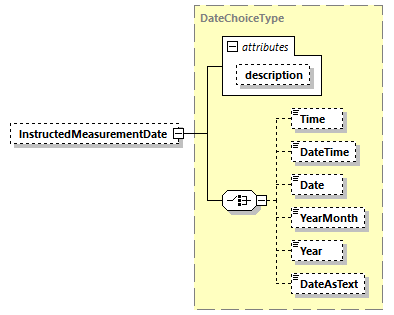 DateChoiceType
attributes
description
InstructedMeasurementDate
Time
DateTime
Date
YearMonth
Year
DateAsText